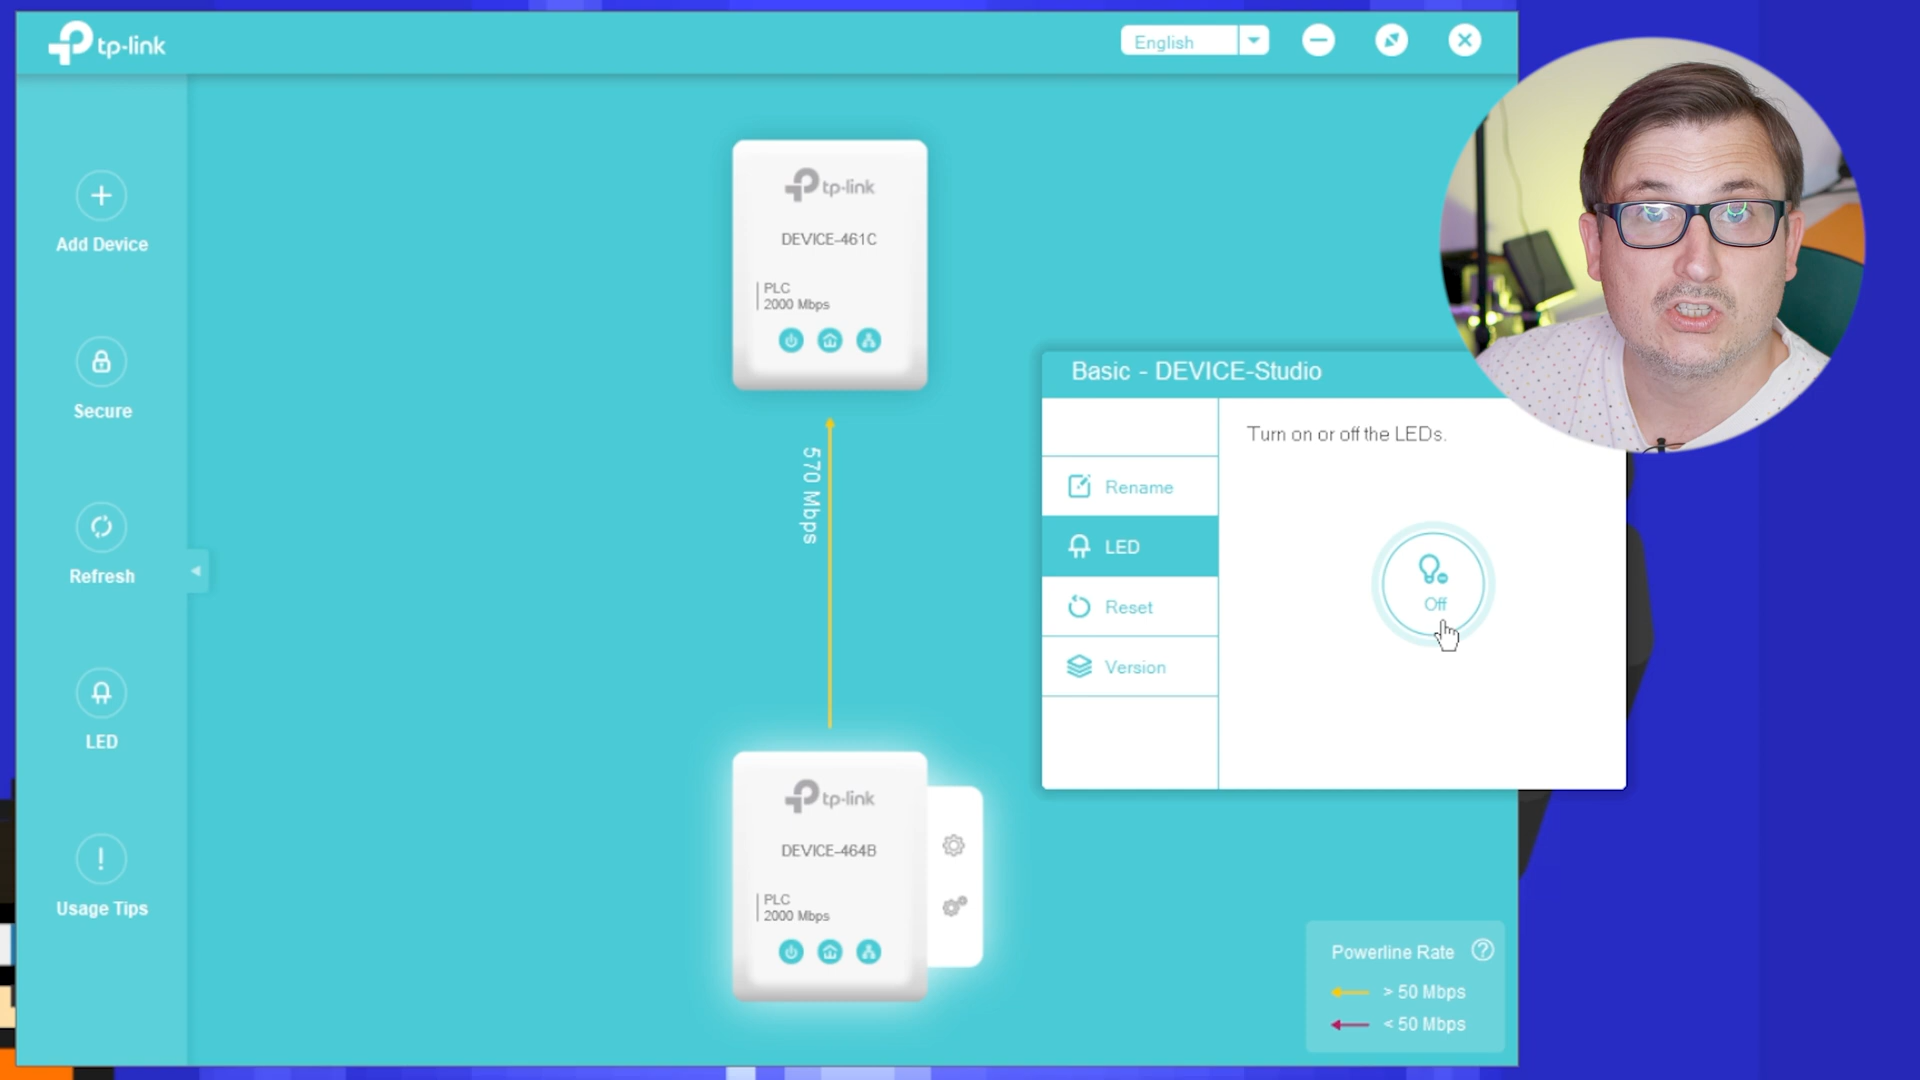 tp-link
English
Add Device
Secure
Refresh
LED
Usage Tips
tp-link
DEVICE-461C
PLC
2000 Mbps
570 Mbps
tp-link
DEVICE-464B
PLC
2000 Mbps
Basic - DEVICE-Studio
Rename
LED
Reset
Version
Turn on or off the LEDs.
Off
Powerline Rate ?
> 50 Mbps
< 50 Mbps